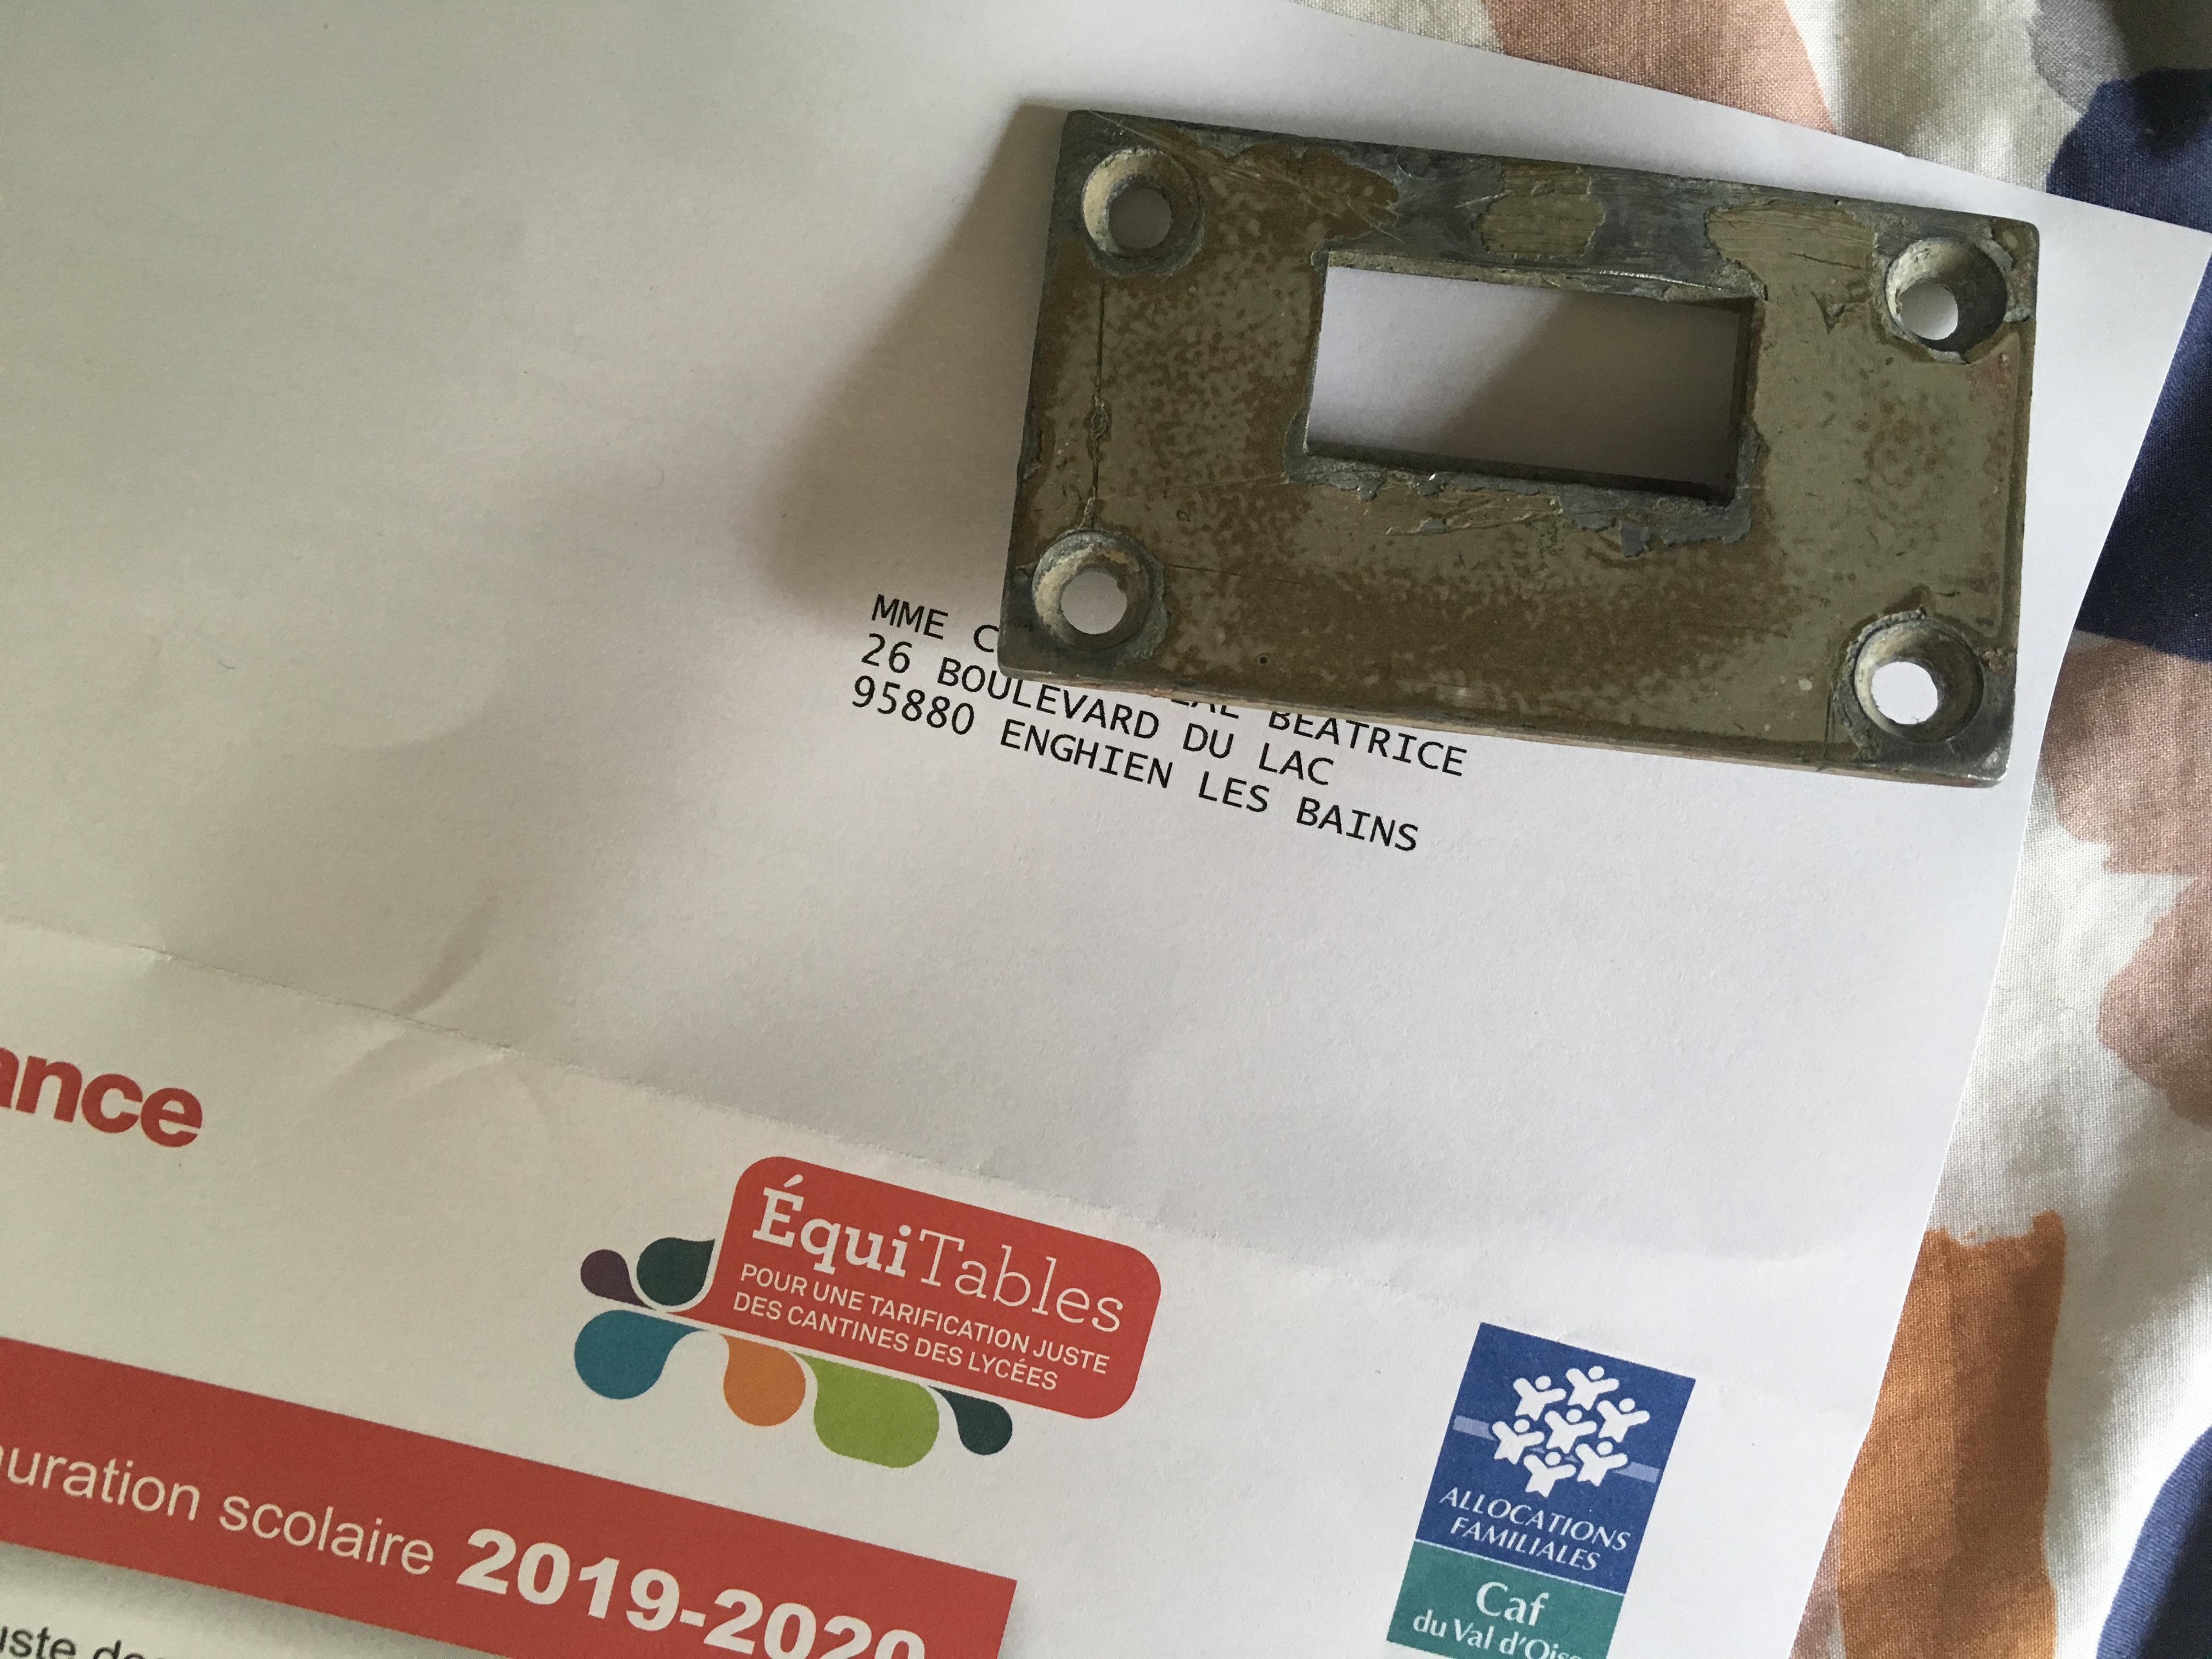 MME
26 BOULEVARD DU LAC
95880 ENGHIEN LES BAINS
BEATRICE
ance
ÉquiTables
POUR UNE TARIFICATION JUSTE
DES CANTINES DES LYCÉES
uration scolaire 2019-2020
ALLOCATIONS
FAMILIALES
Caf
du Val d'Oise